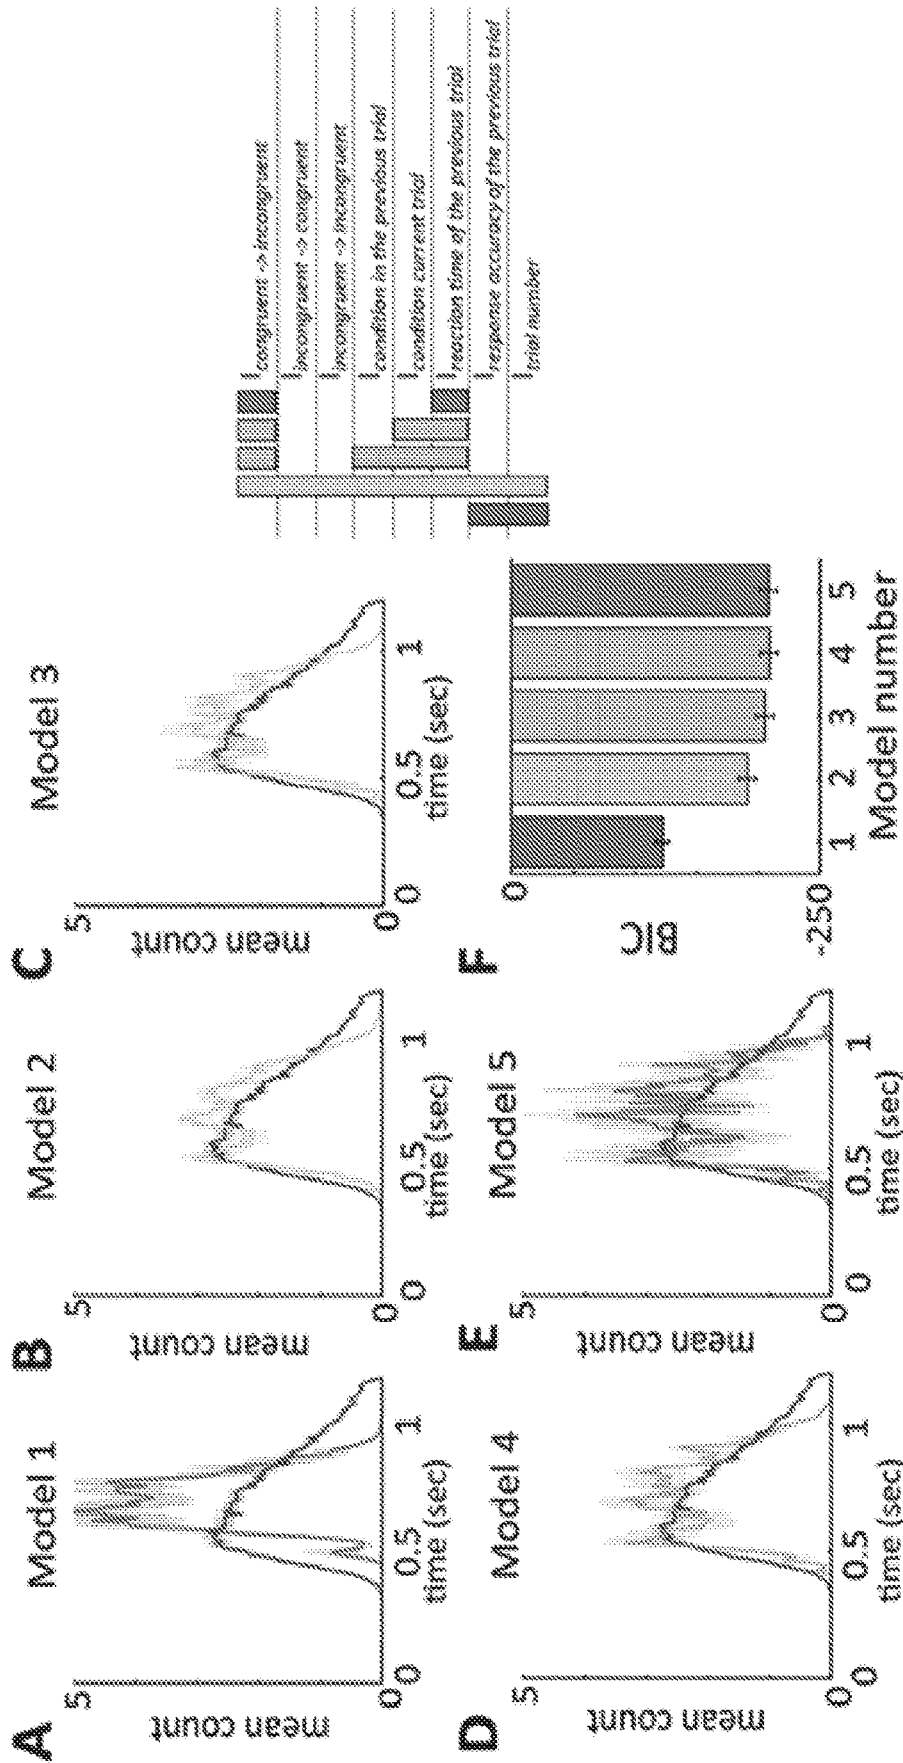 A
Model 1
5
mean count
0
0
0.5
1
time (sec)
B
Model 2
5
mean count
0
0
0.5
1
time (sec)
C
Model 3
5
mean count
0
0
0.5
1
time (sec)
D
Model 4
5
mean count
0
0
0.5
1
time (sec)
E
Model 5
5
mean count
0
0
0.5
1
time (sec)
F
0
BIC
-250
1 2 3 4 5
Model number
congruent -> incongruent
incongruent -> congruent
incongruent -> incongruent
condition in the previous trial
condition current trial
reaction time of the previous trial
response accuracy of the previous trial
trial number